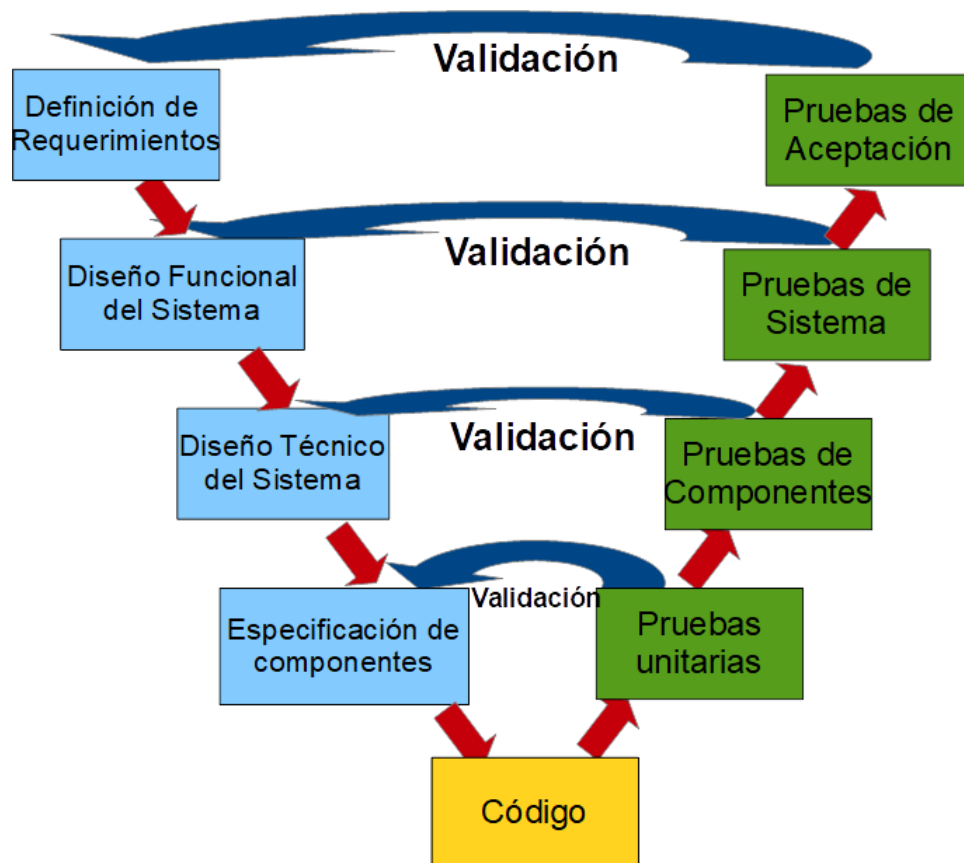 Validación
Definición de
Requerimientos
Pruebas de
Aceptación
Validación
Diseño Funcional
del Sistema
Pruebas de
Sistema
Validación
Diseño Técnico
del Sistema
Pruebas de
Componentes
Validación
Especificación de
componentes
Pruebas
unitarias
Código